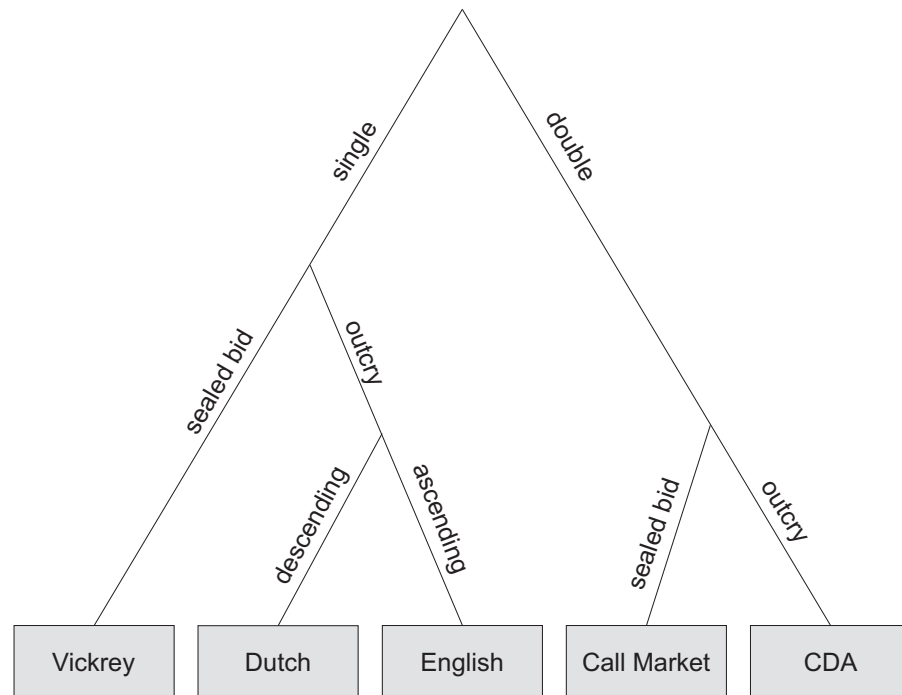 single
double
sealed bid
outcry
descending
ascending
sealed bid
outcry
Vickrey
Dutch
English
Call Market
CDA